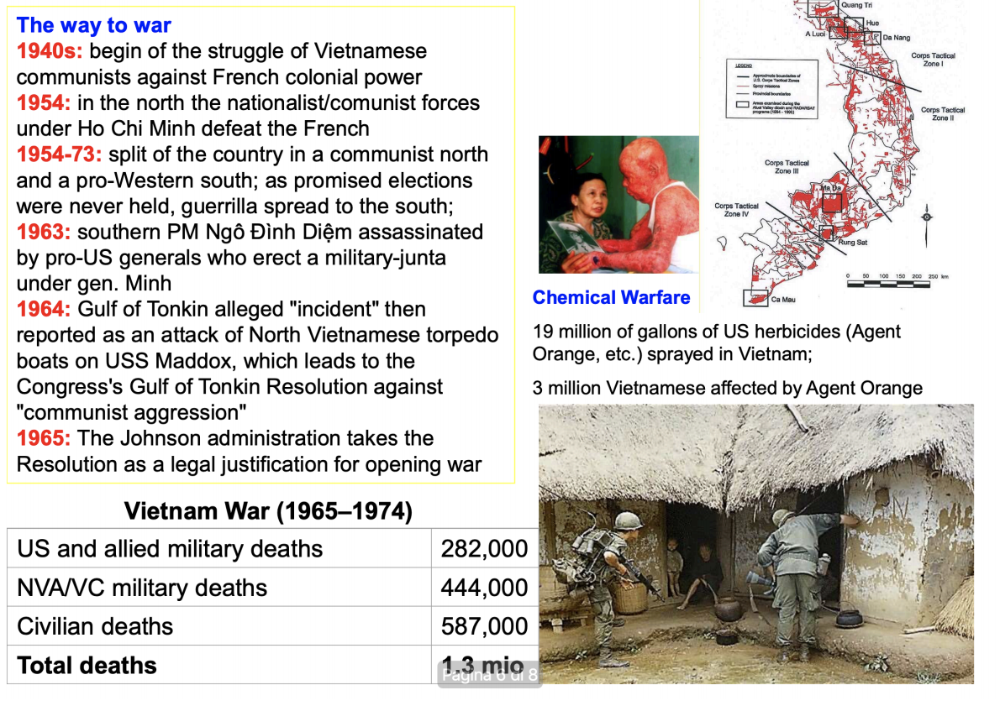 The way to war
1940s: begin of the struggle of Vietnamese
communists against French colonial power
1954: in the north the nationalist/comunist forces
under Ho Chi Minh defeat the French
1954-73: split of the country in a communist north
and a pro-Western south; as promised elections
were never held, guerrilla spread to the south;
1963: southern PM Ngô Đình Diệm assassinated
by pro-US generals who erect a military-junta
under gen. Minh
1964: Gulf of Tonkin alleged "incident" then
reported as an attack of North Vietnamese torpedo
boats on USS Maddox, which leads to the
Congress's Gulf of Tonkin Resolution against
"communist aggression"
1965: The Johnson administration takes the
Resolution as a legal justification for opening war
Vietnam War (1965–1974)
US and allied military deaths 282,000
NVA/VC military deaths 444,000
Civilian deaths 587,000
Total deaths 1.3 mio
Pagina 6 di 8
Quang Tri
Hue
A Luoi
Da Nang
Corps Tactical
Zone I
LEGEND
Approximate boundaries of
U.S. Corps Tactical Zones
Spray missions
Provincial boundaries
Areas examined during the
Aluoi Valley dioxin and RADARSAT
programs (1994 - 1999)
Corps Tactical
Zone II
Corps Tactical
Zone III
Ma Da
Corps Tactical
Zone IV
Rung Sat
0 50 100 150 200 250 km
Ca Mau
Chemical Warfare
19 million of gallons of US herbicides (Agent
Orange, etc.) sprayed in Vietnam;
3 million Vietnamese affected by Agent Orange